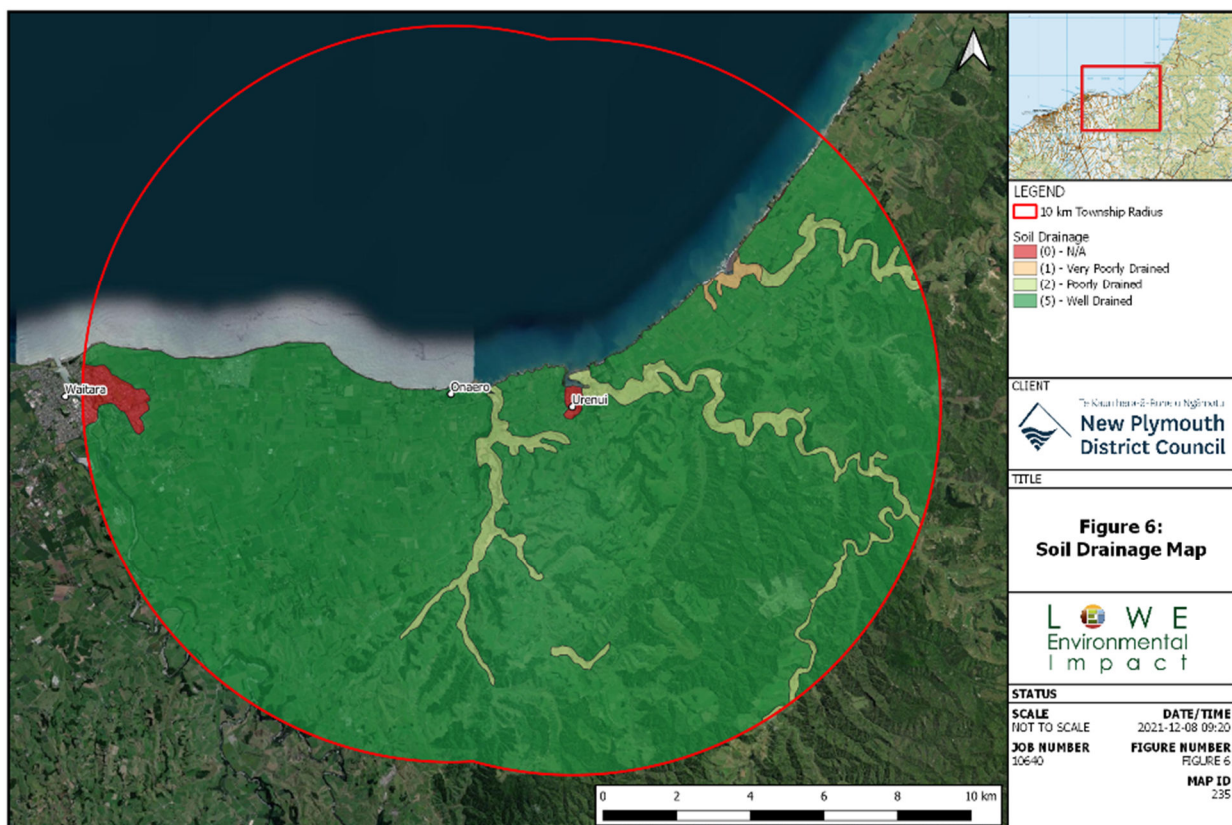 Waitara
Onaero
Urenui
0 2 4 6 8 10 km
LEGEND
10 km Township Radius
Soil Drainage
(0) - N/A
(1) - Very Poorly Drained
(2) - Poorly Drained
(5) - Well Drained
CLIENT
New Plymouth
District Council
TITLE
Figure 6:
Soil Drainage Map
LOWE
Environmental
Impact
STATUS
SCALE
NOT TO SCALE
DATE/TIME
2021-12-08 09:20
JOB NUMBER
10640
FIGURE NUMBER
FIGURE 6
MAP ID
235